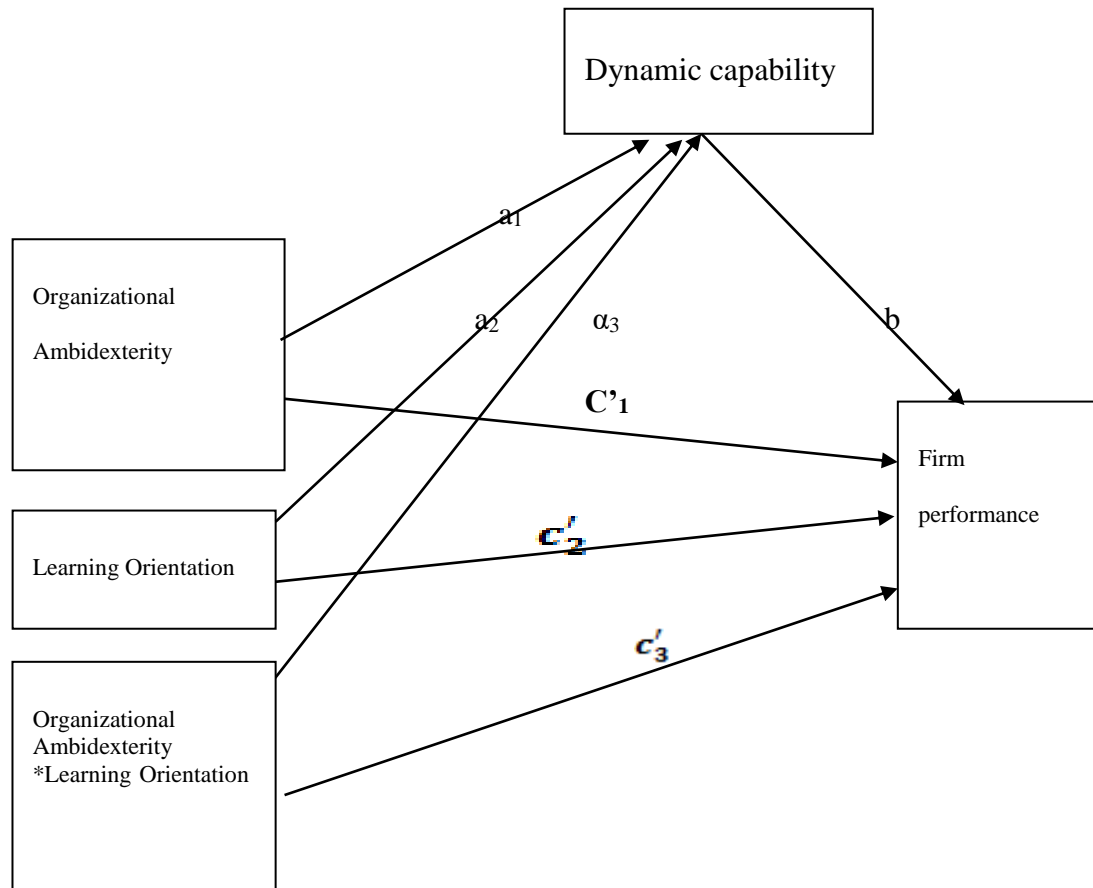 Dynamic capability
a₁
Organizational
Ambidexterity
a₂
α₃
b
C’₁
Firm
performance
c′₂
Learning Orientation
c′₃
Organizational
Ambidexterity
*Learning Orientation